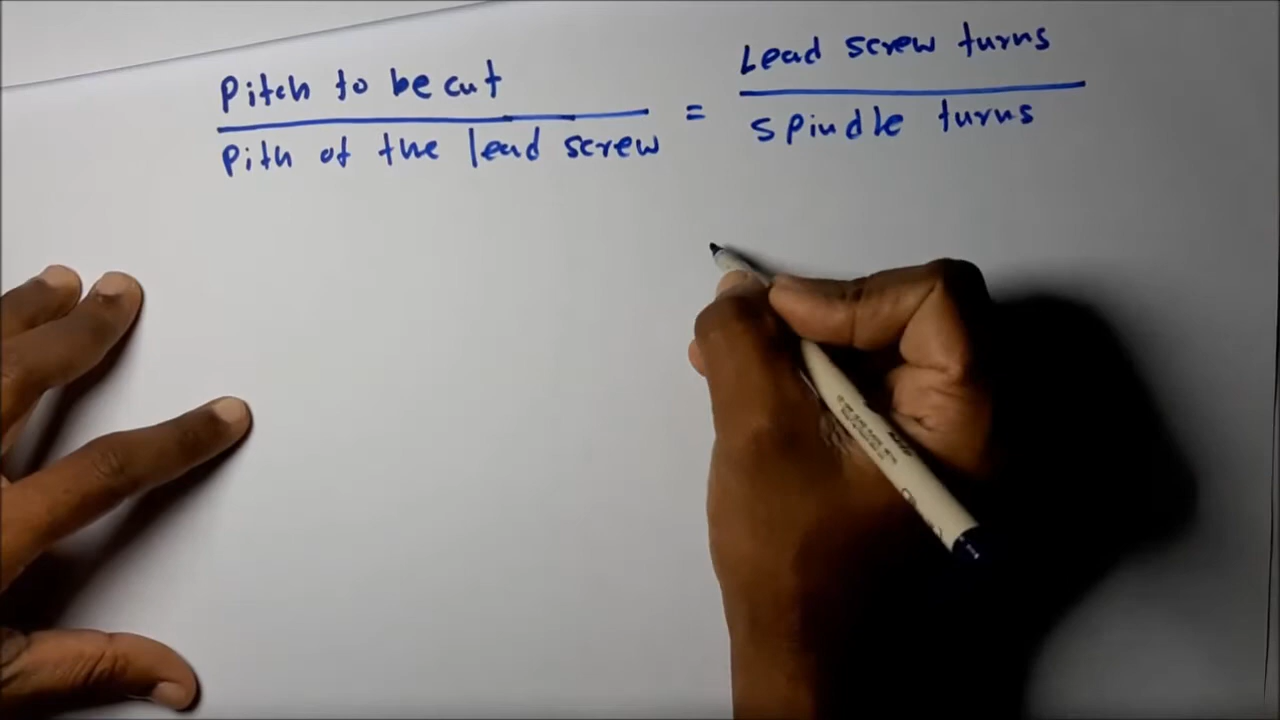 Pitch to be cut
Pith of the lead screw
=
Lead screw turns
spindle turns